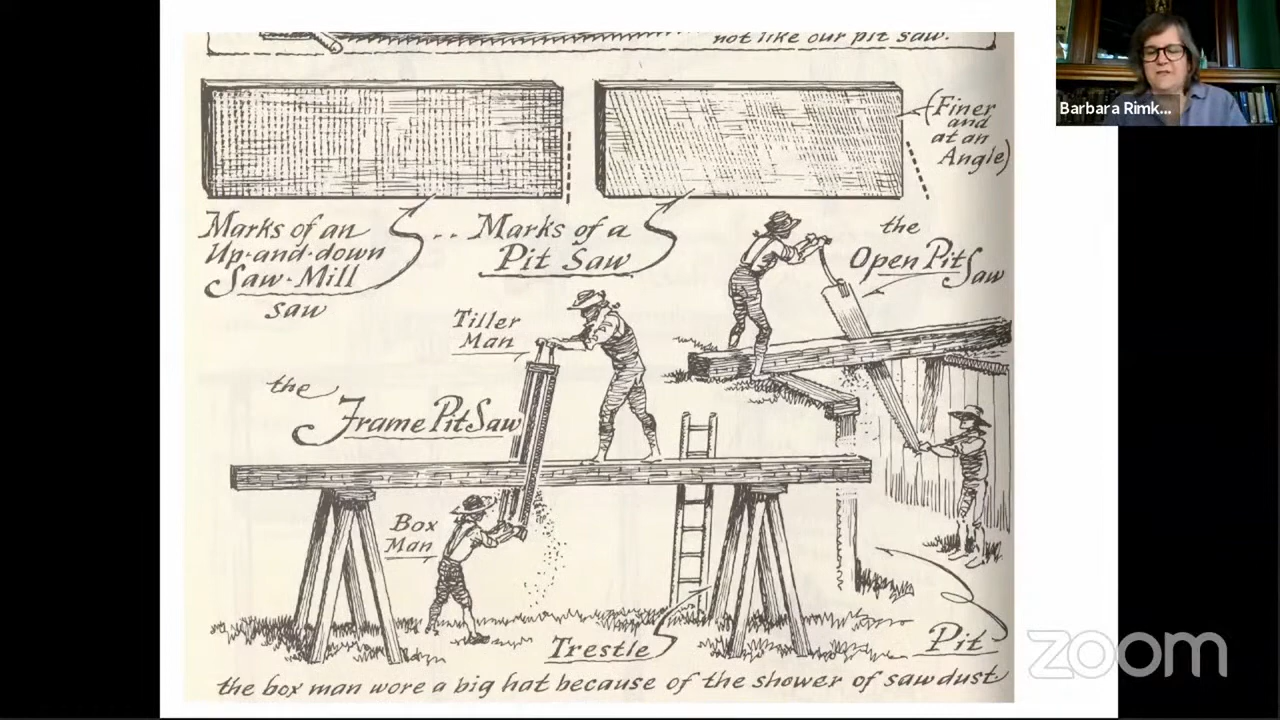 not like our pit saw.
Barbara Rimk...
(Finer
and
at an
Angle)
Marks of an
Up-and-down
Saw-Mill
saw
Marks of a
Pit Saw
the
Open Pit Saw
Tiller
Man
the
Frame Pit Saw
Box
Man
Trestle
Pit
zoom
the box man wore a big hat because of the shower of sawdust